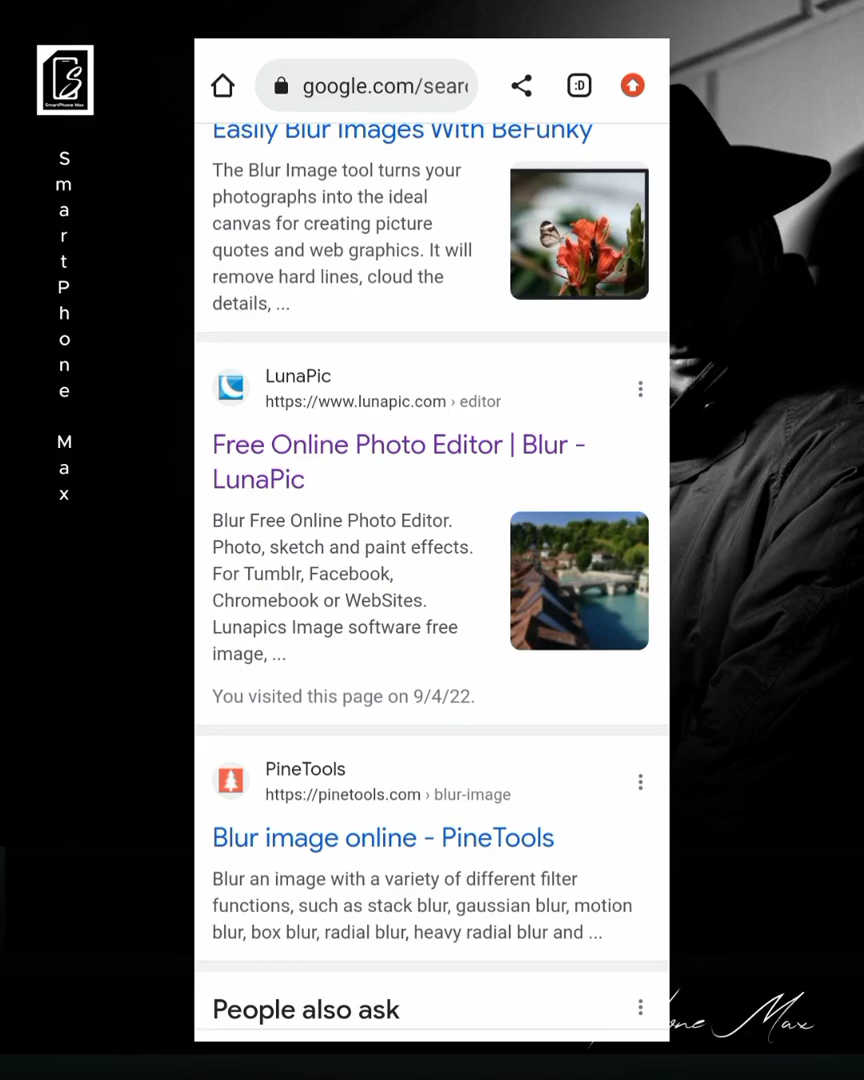 SmartPhone Max
SmartPhone Max
google.com/sear
:D
Easily Blur Images With BeFunky
The Blur Image tool turns your
photographs into the ideal
canvas for creating picture
quotes and web graphics. It will
remove hard lines, cloud the
details, ...
LunaPic
https://www.lunapic.com › editor
Free Online Photo Editor | Blur -
LunaPic
Blur Free Online Photo Editor.
Photo, sketch and paint effects.
For Tumblr, Facebook,
Chromebook or WebSites.
Lunapics Image software free
image, ...
You visited this page on 9/4/22.
PineTools
https://pinetools.com › blur-image
Blur image online - PineTools
Blur an image with a variety of different filter
functions, such as stack blur, gaussian blur, motion
blur, box blur, radial blur, heavy radial blur and ...
People also ask
one Max